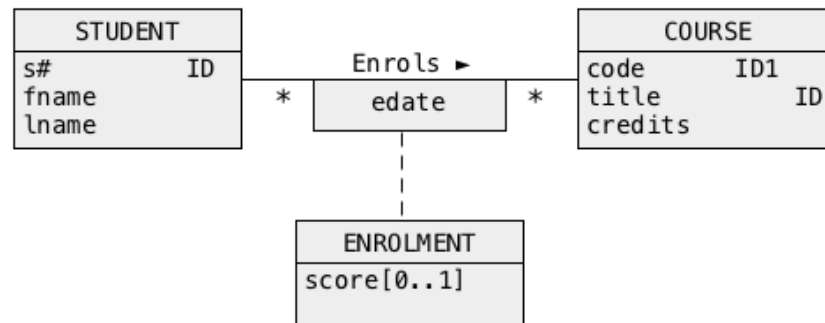 STUDENT
s# ID
fname
lname
Enrols ►
*
*
edate
COURSE
code ID1
title ID
credits
ENROLMENT
score[0..1]